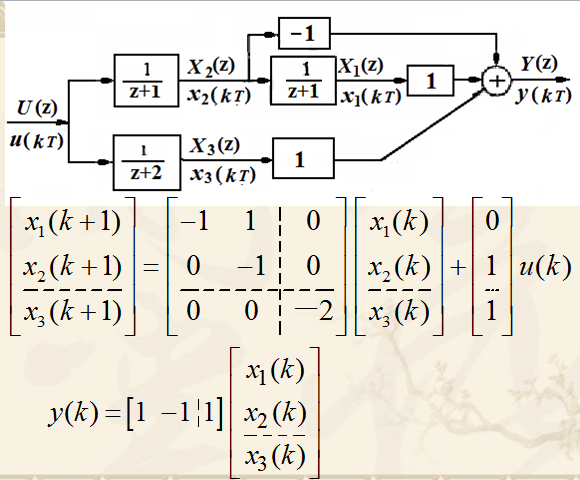 −1
U(z)
u(kT)
1/(z+1)
X₂(z)
x₂(kT)
1/(z+1)
X₁(z)
x₁(kT)
1
+
Y(z)
y(kT)
1/(z+2)
X₃(z)
x₃(kT)
1
[x₁(k+1)] = [−1 1 ¦ 0] [x₁(k)] + [0] u(k)
[x₂(k+1)] [0 −1 ¦ 0] [x₂(k)] [1]
[x₃(k+1)] [0 0 ¦ −2] [x₃(k)] [1]
y(k) = [1 −1 ¦ 1] [x₁(k)
x₂(k)
x₃(k)]